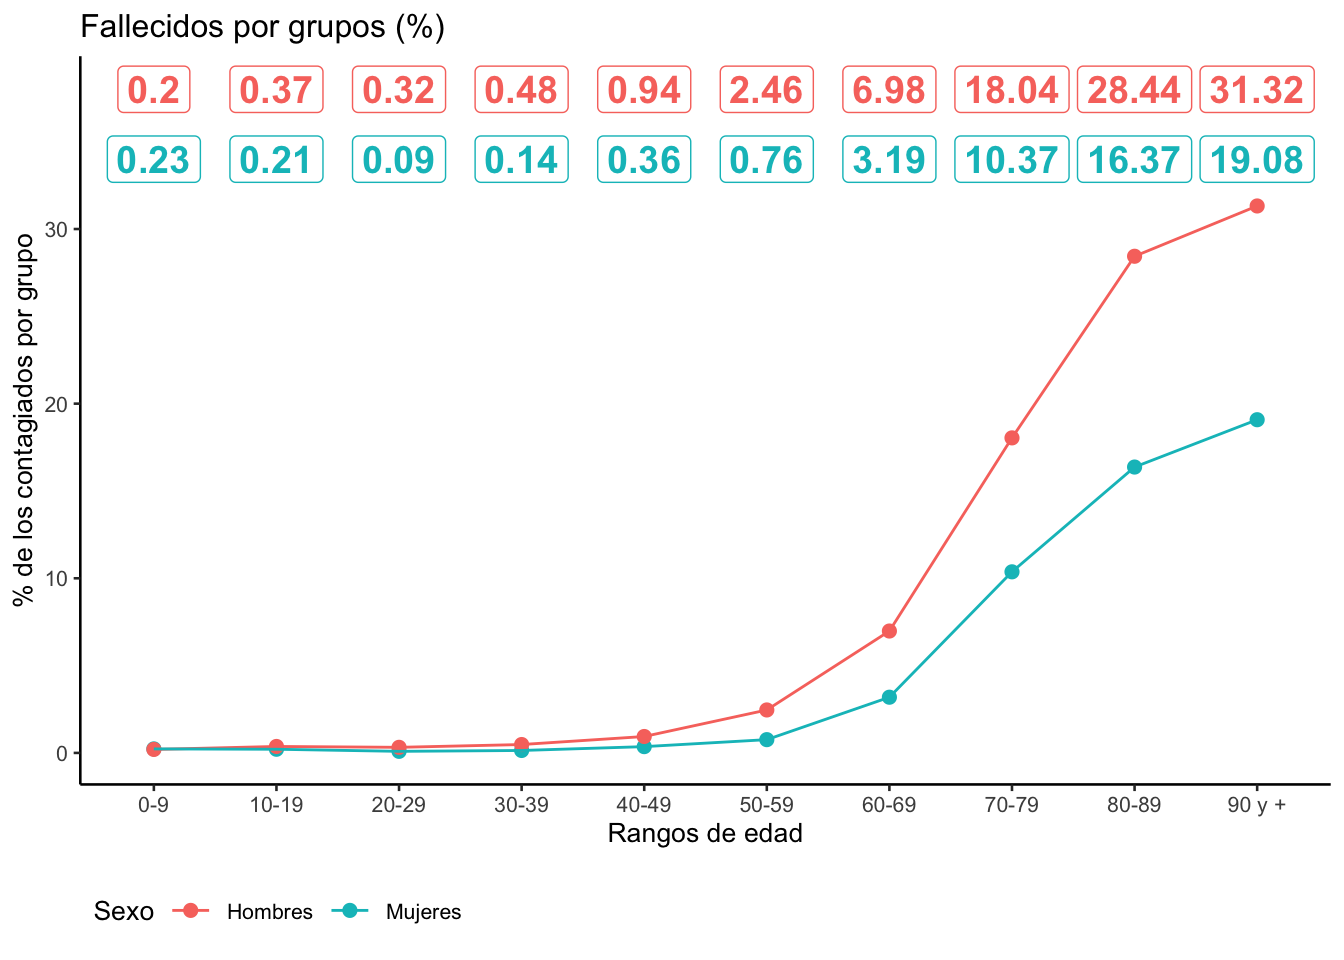 Fallecidos por grupos (%)
0.2 0.37 0.32 0.48 0.94 2.46 6.98 18.04 28.44 31.32
0.23 0.21 0.09 0.14 0.36 0.76 3.19 10.37 16.37 19.08
% de los contagiados por grupo
30
20
10
0
0-9 10-19 20-29 30-39 40-49 50-59 60-69 70-79 80-89 90 y +
Rangos de edad
Sexo Hombres Mujeres